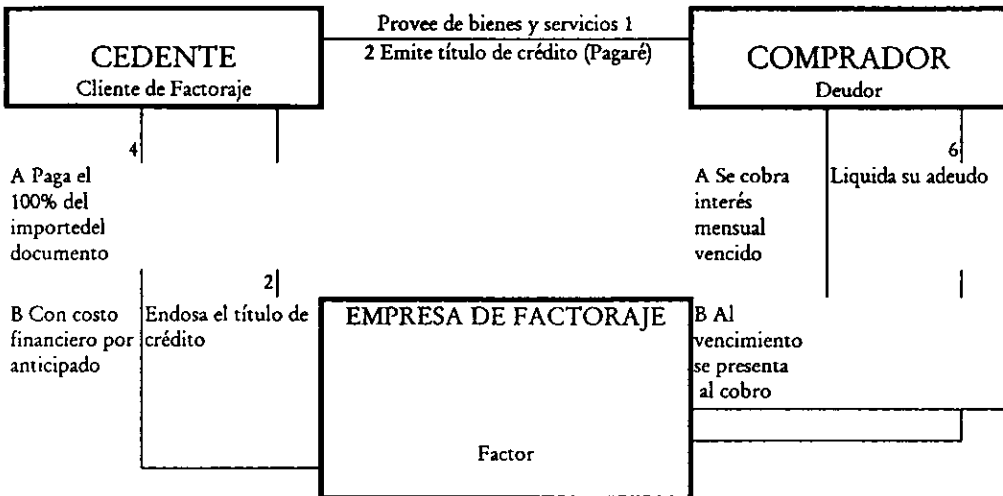 Provee de bienes y servicios 1
2 Emite título de crédito (Pagaré)
CEDENTE
Cliente de Factoraje
COMPRADOR
Deudor
4
A Paga el
100% del
importedel
documento
6
A Se cobra
interés
mensual
vencido
Liquida su adeudo
2
B Con costo
financiero por
anticipado
Endosa el título de
crédito
EMPRESA DE FACTORAJE
Factor
B Al
vencimiento
se presenta
al cobro